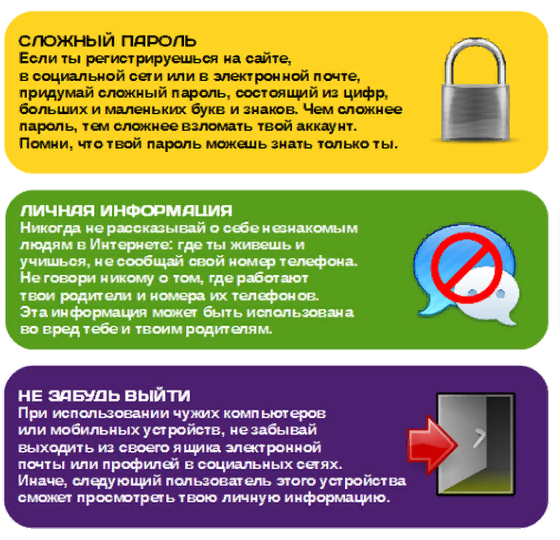 СЛОЖНЫЙ ПАРОЛЬ
Если ты регистрируешься на сайте,
в социальной сети или в электронной почте,
придумай сложный пароль, состоящий из цифр,
больших и маленьких букв и знаков. Чем сложнее
пароль, тем сложнее взломать твой аккаунт.
Помни, что твой пароль можешь знать только ты.
ЛИЧНАЯ ИНФОРМАЦИЯ
Никогда не рассказывай о себе незнакомым
людям в Интернете: где ты живешь и
учишься, не сообщай свой номер телефона.
Не говори никому о том, где работают
твои родители и номера их телефонов.
Эта информация может быть использована
во вред тебе и твоим родителям.
НЕ ЗАБУДЬ ВЫЙТИ
При использовании чужих компьютеров
или мобильных устройств, не забывай
выходить из своего ящика электронной
почты или профилей в социальных сетях.
Иначе, следующий пользователь этого устройства
сможет просмотреть твою личную информацию.